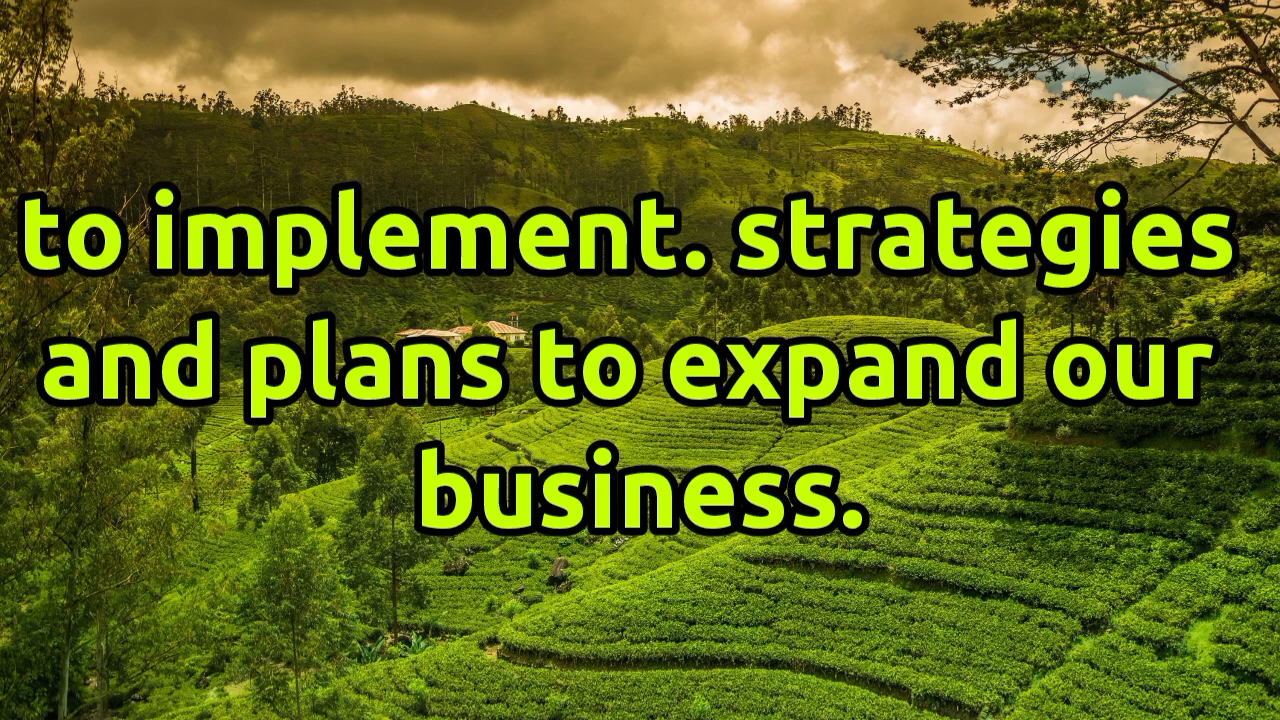 to implement. strategies
and plans to expand our
business.